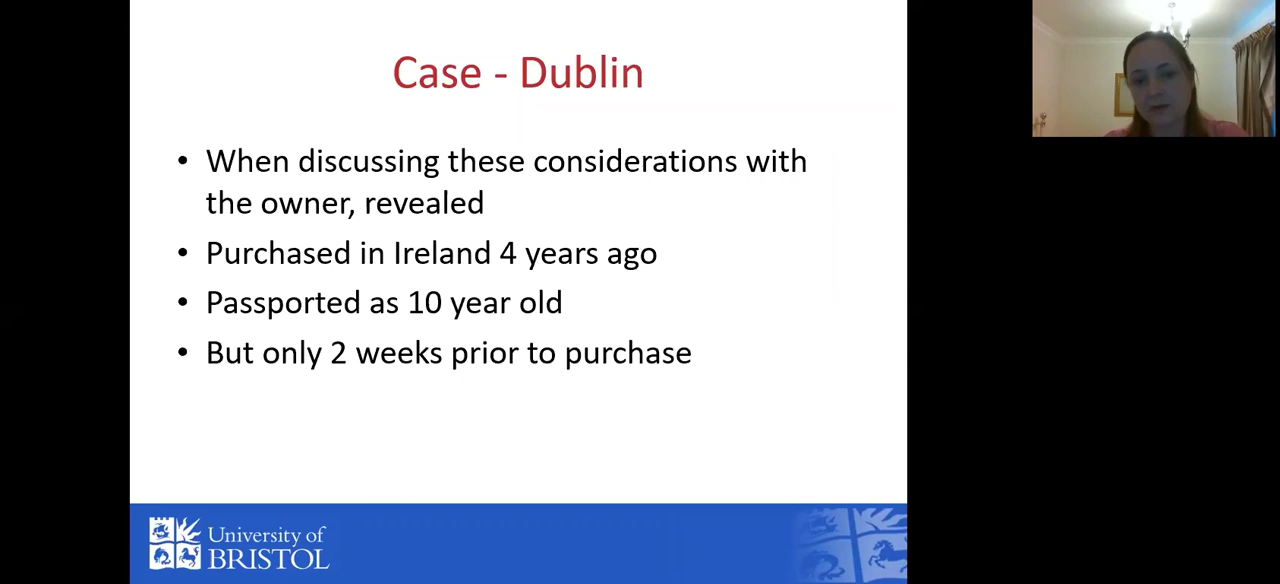 Case - Dublin
• When discussing these considerations with
the owner, revealed
• Purchased in Ireland 4 years ago
• Passported as 10 year old
• But only 2 weeks prior to purchase
University of
BRISTOL